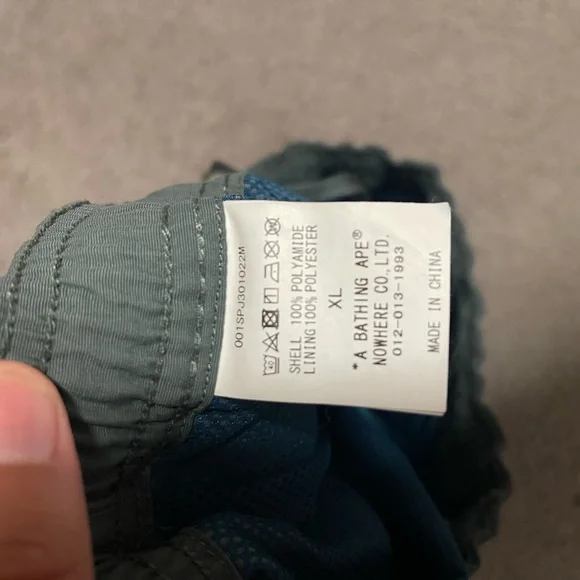 001SPJ301022M
40
SHELL 100% POLYAMIDE
LINING 100% POLYESTER
XL
*A BATHING APE®
NOWHERE CO.,LTD.
012-013-1993
MADE IN CHINA